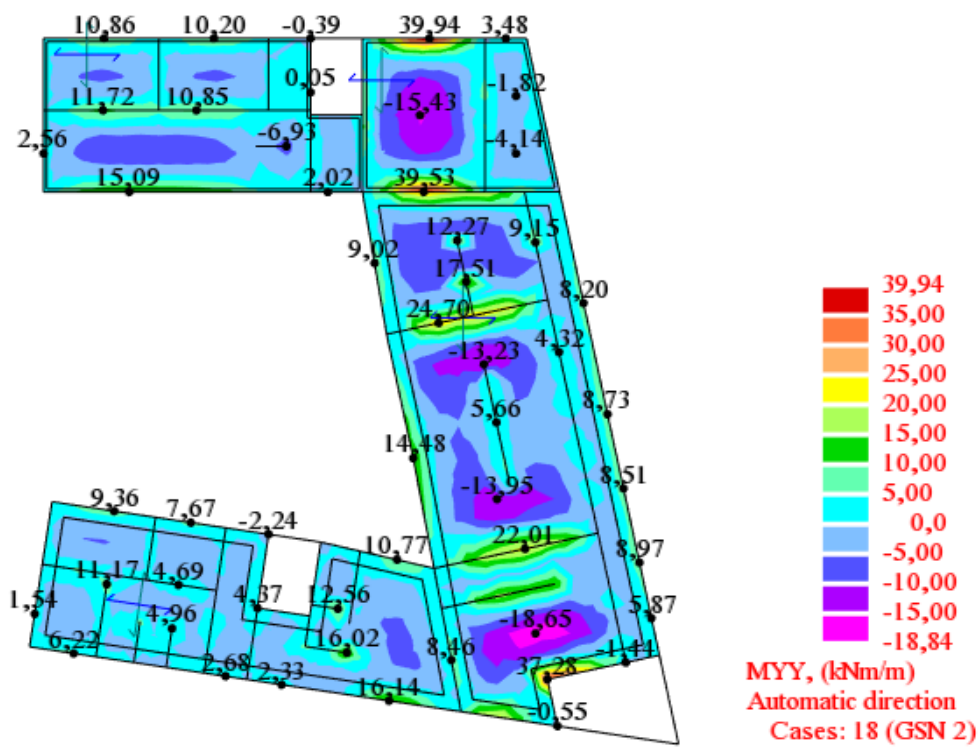 10,86 10,20 -0,39 39,94 3,48
0,05 -1,82
11,72 10,85 -15,43
2,56 -6,93 -4,14
15,09 2,02 39,53
12,27 9,15
9,02
17,51
8,20
24,70
4,32
-13,23
5,66 8,73
14,48
-13,95 8,51
9,36 7,67 -2,24
22,01
10,77 8,97
11,17 4,69
1,54 4,96 4,37 12,56 5,87
-18,65
6,22 16,02 8,46 -1,44
2,68 2,33 37,28
16,14
-0,55
39,94
35,00
30,00
25,00
20,00
15,00
10,00
5,00
0,0
-5,00
-10,00
-15,00
-18,84
MYY, (kNm/m)
Automatic direction
Cases: 18 (GSN 2)